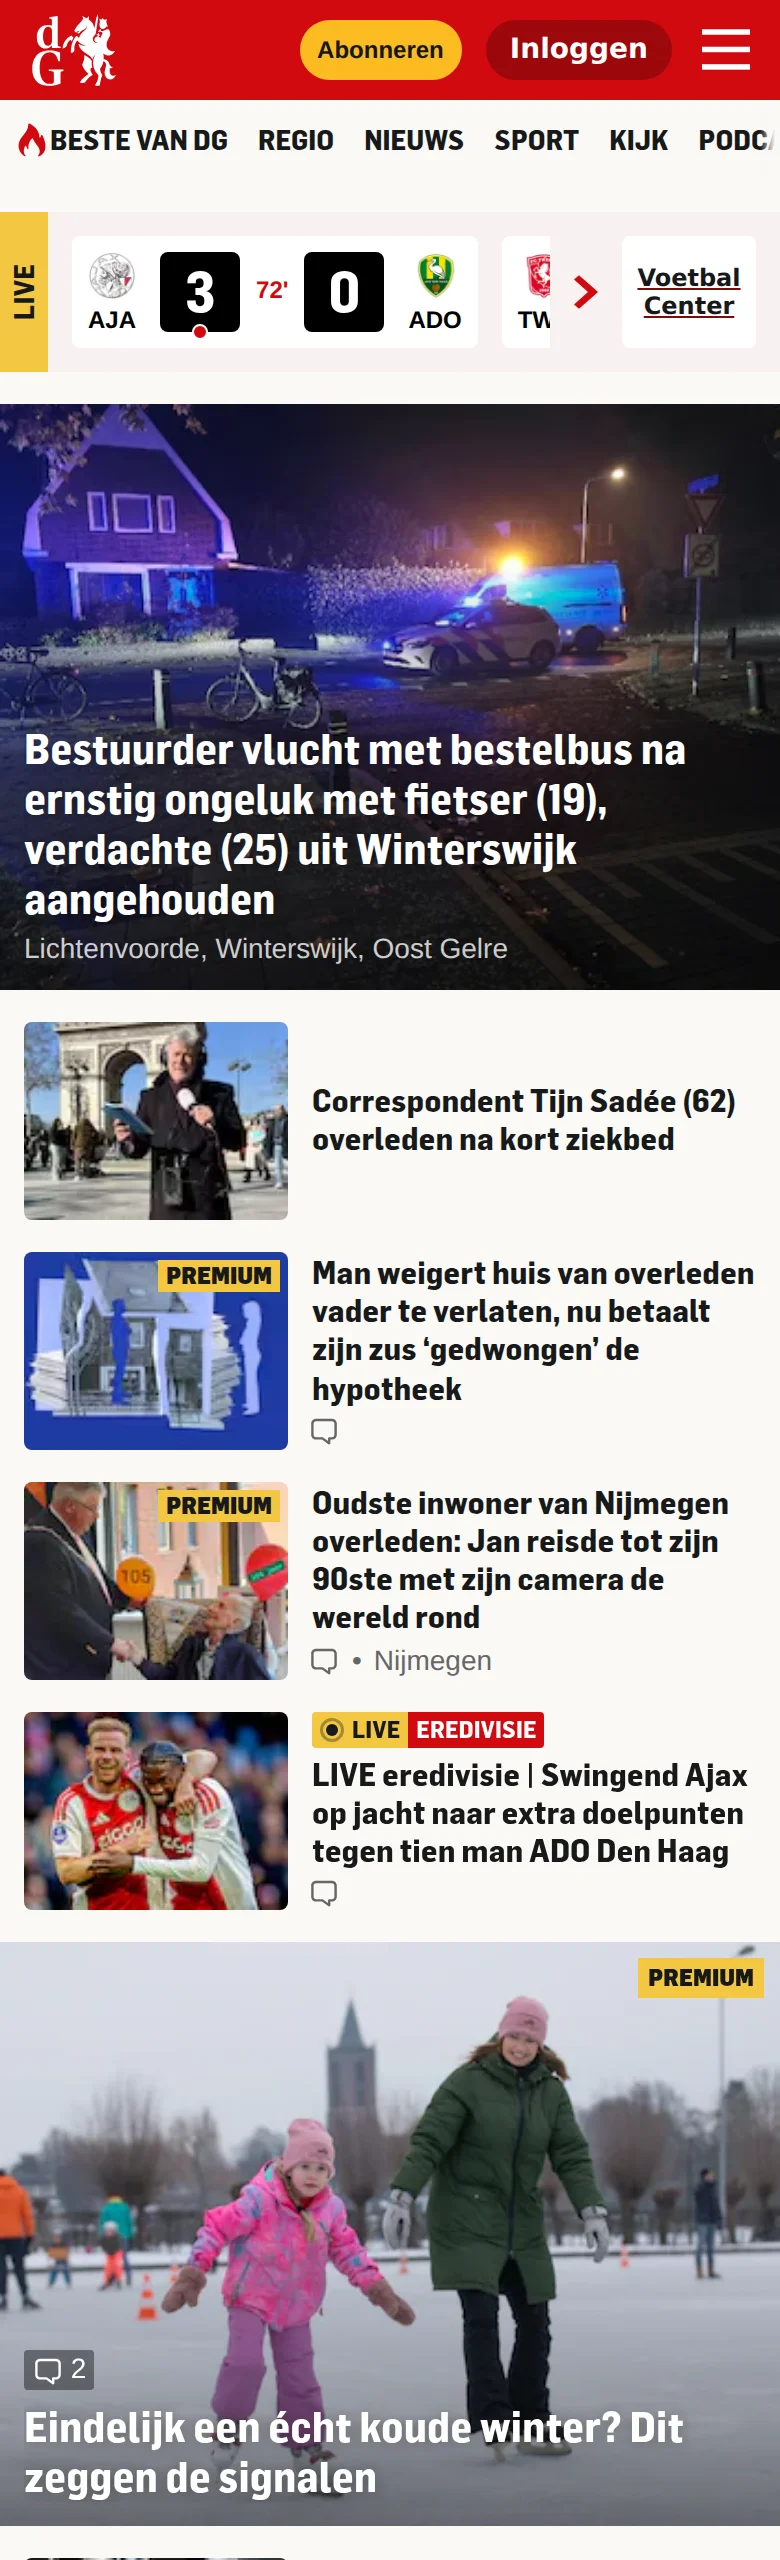 dG
Abonneren
Inloggen
BESTE VAN DG REGIO NIEUWS SPORT KIJK
LIVE
AJA 3 72' 0 ADO
TW
Voetbal
Center
Bestuurder vlucht met bestelbus na
ernstig ongeluk met fietser (19),
verdachte (25) uit Winterswijk
aangehouden
Lichtenvoorde, Winterswijk, Oost Gelre
Correspondent Tijn Sadée (62)
overleden na kort ziekbed
PREMIUM
Man weigert huis van overleden
vader te verlaten, nu betaalt
zijn zus ‘gedwongen’ de
hypotheek
PREMIUM
105
Oudste inwoner van Nijmegen
overleden: Jan reisde tot zijn
90ste met zijn camera de
wereld rond
• Nijmegen
ziggo
LIVE EREDIVISIE
LIVE eredivisie | Swingend Ajax
op jacht naar extra doelpunten
tegen tien man ADO Den Haag
PREMIUM
2
Eindelijk een écht koude winter? Dit
zeggen de signalen